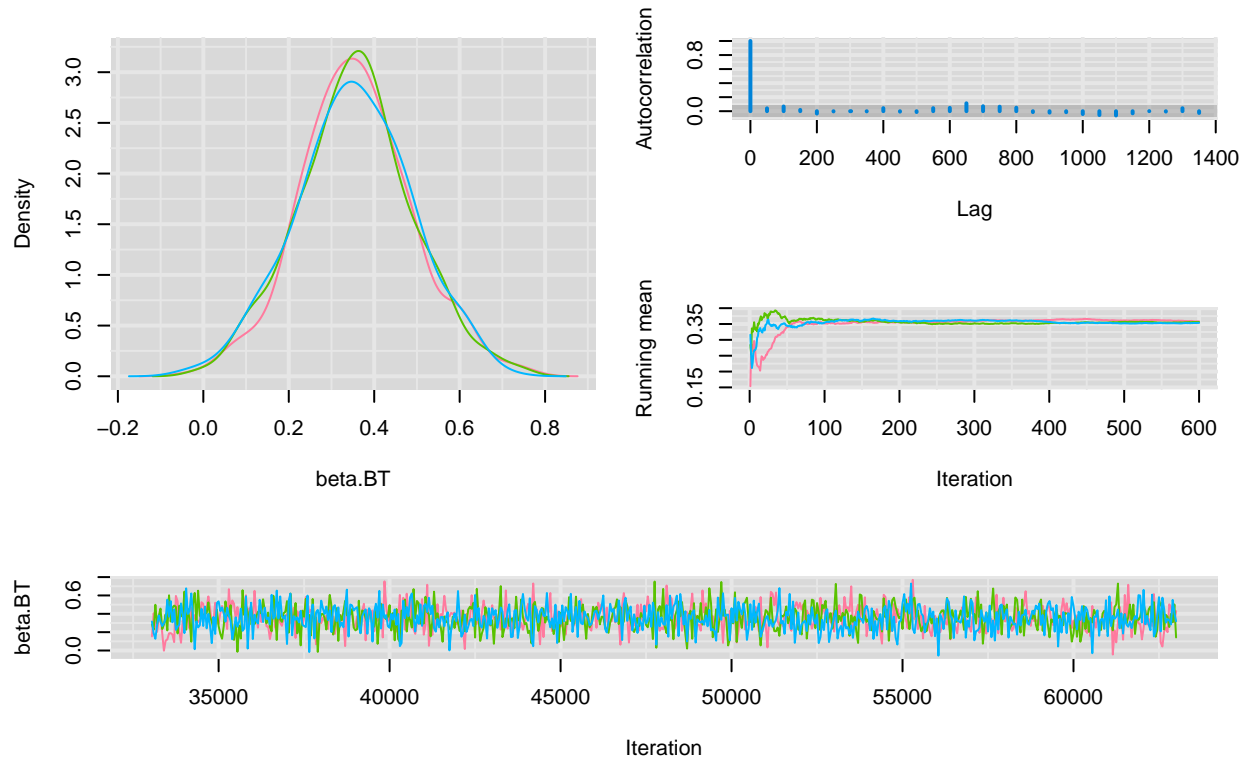 Density
0.0 0.5 1.0 1.5 2.0 2.5 3.0
−0.2 0.0 0.2 0.4 0.6 0.8
beta.BT
Autocorrelation
0.0 0.8
0 200 400 600 800 1000 1200 1400
Lag
Running mean
0.15 0.35
0 100 200 300 400 500 600
Iteration
beta.BT
0.0 0.6
35000 40000 45000 50000 55000 60000
Iteration